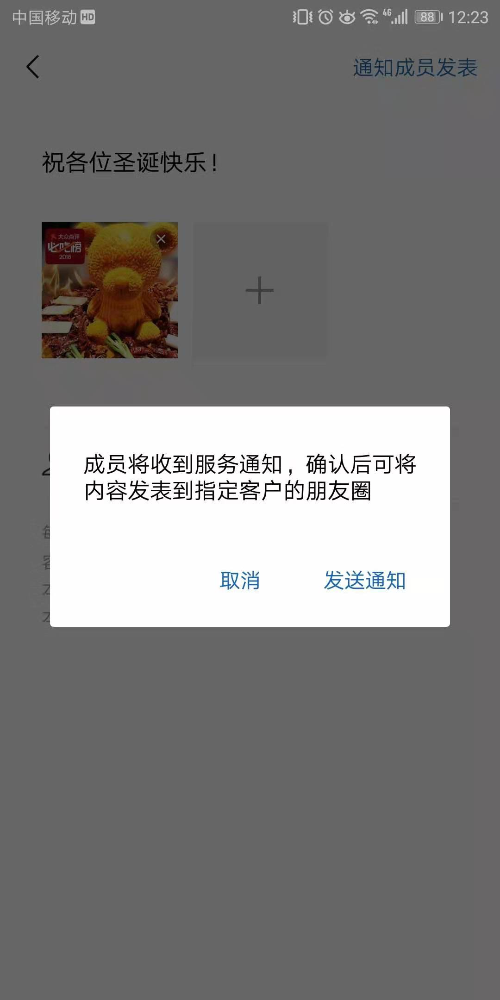 中国移动 HD 4G 88 12:23
通知成员发表
祝各位圣诞快乐!
大众点评
必吃榜
2018
成员将收到服务通知，确认后可将
内容发表到指定客户的朋友圈
取消 发送通知